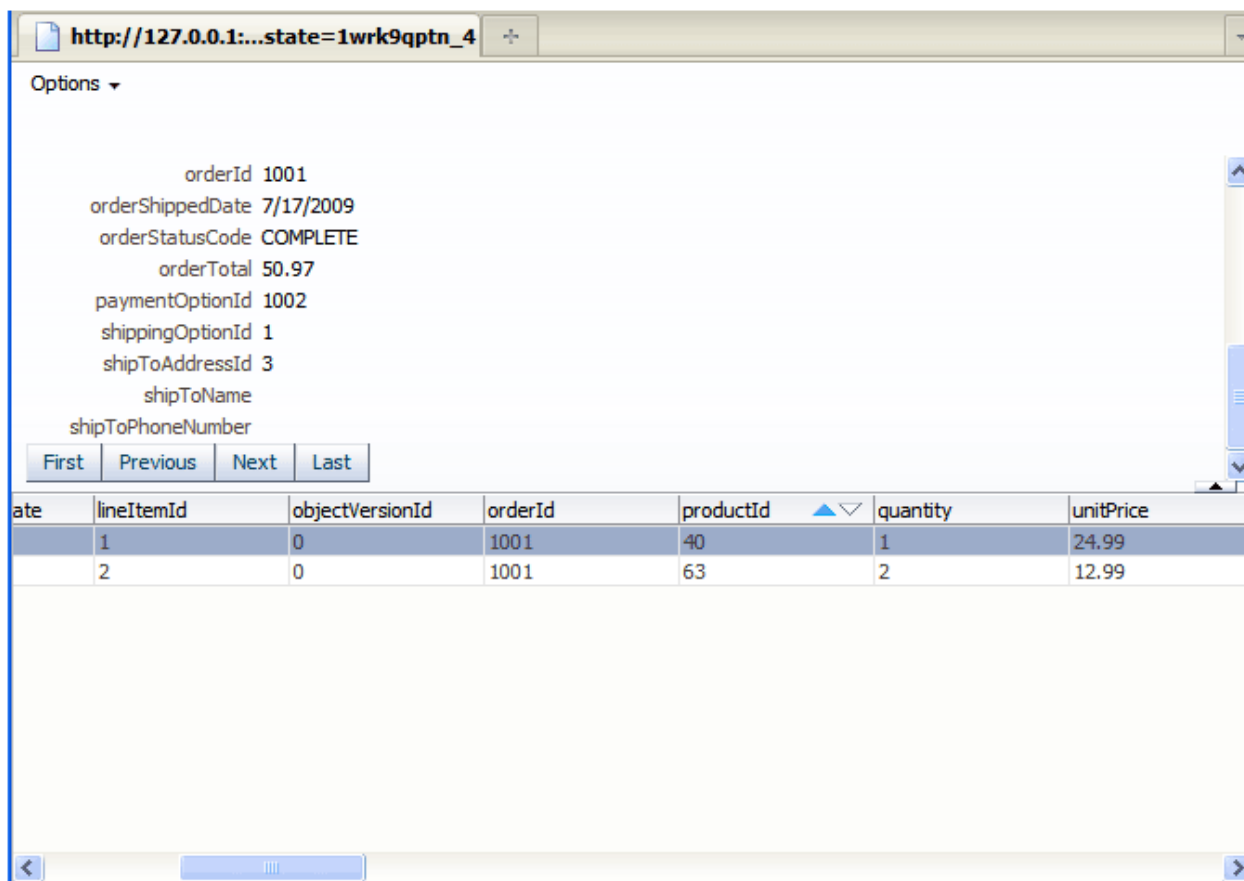 http://127.0.0.1:...state=1wrk9qptn_4
Options
orderId 1001
orderShippedDate 7/17/2009
orderStatusCode COMPLETE
orderTotal 50.97
paymentOptionId 1002
shippingOptionId 1
shipToAddressId 3
shipToName
shipToPhoneNumber
First Previous Next Last
ate lineItemId objectVersionId orderId productId quantity unitPrice
1 0 1001 40 1 24.99
2 0 1001 63 2 12.99